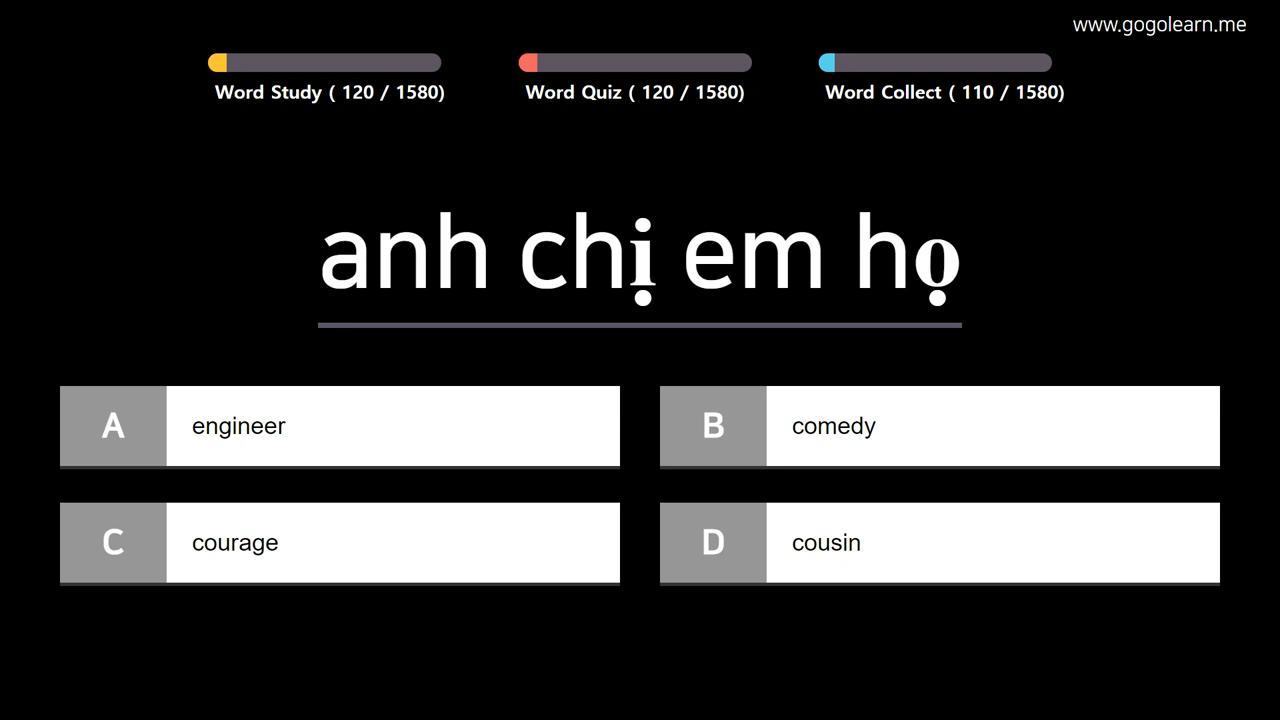 www.gogolearn.me
Word Study ( 120 / 1580)
Word Quiz ( 120 / 1580)
Word Collect ( 110 / 1580)
anh chị em họ
A engineer
B comedy
C courage
D cousin